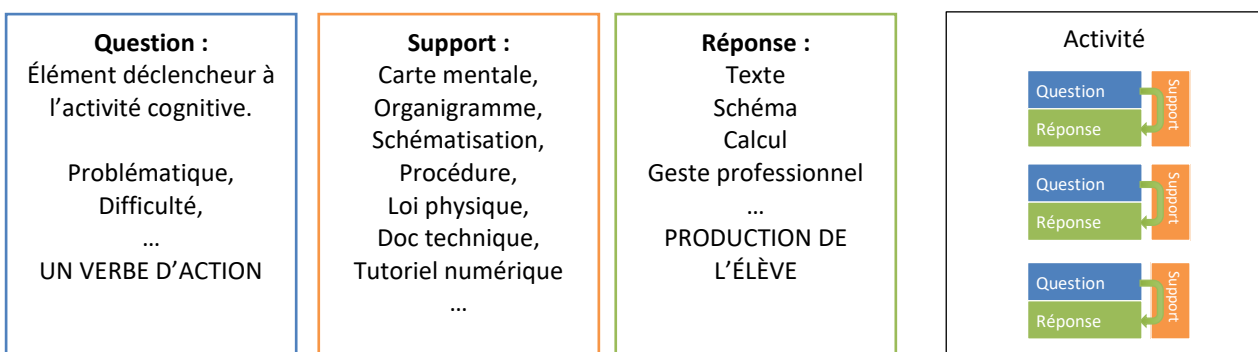 Question :
Élément déclencheur à
l’activité cognitive.
Problématique,
Difficulté,
…
UN VERBE D’ACTION
Support :
Carte mentale,
Organigramme,
Schématisation,
Procédure,
Loi physique,
Doc technique,
Tutoriel numérique
…
Réponse :
Texte
Schéma
Calcul
Geste professionnel
…
PRODUCTION DE
L’ÉLÈVE
Activité
Question
Réponse
Support
Question
Réponse
Support
Question
Réponse
Support